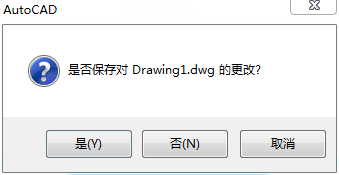 AutoCAD
是否保存对 Drawing1.dwg 的更改?
是(Y)
否(N)
取消